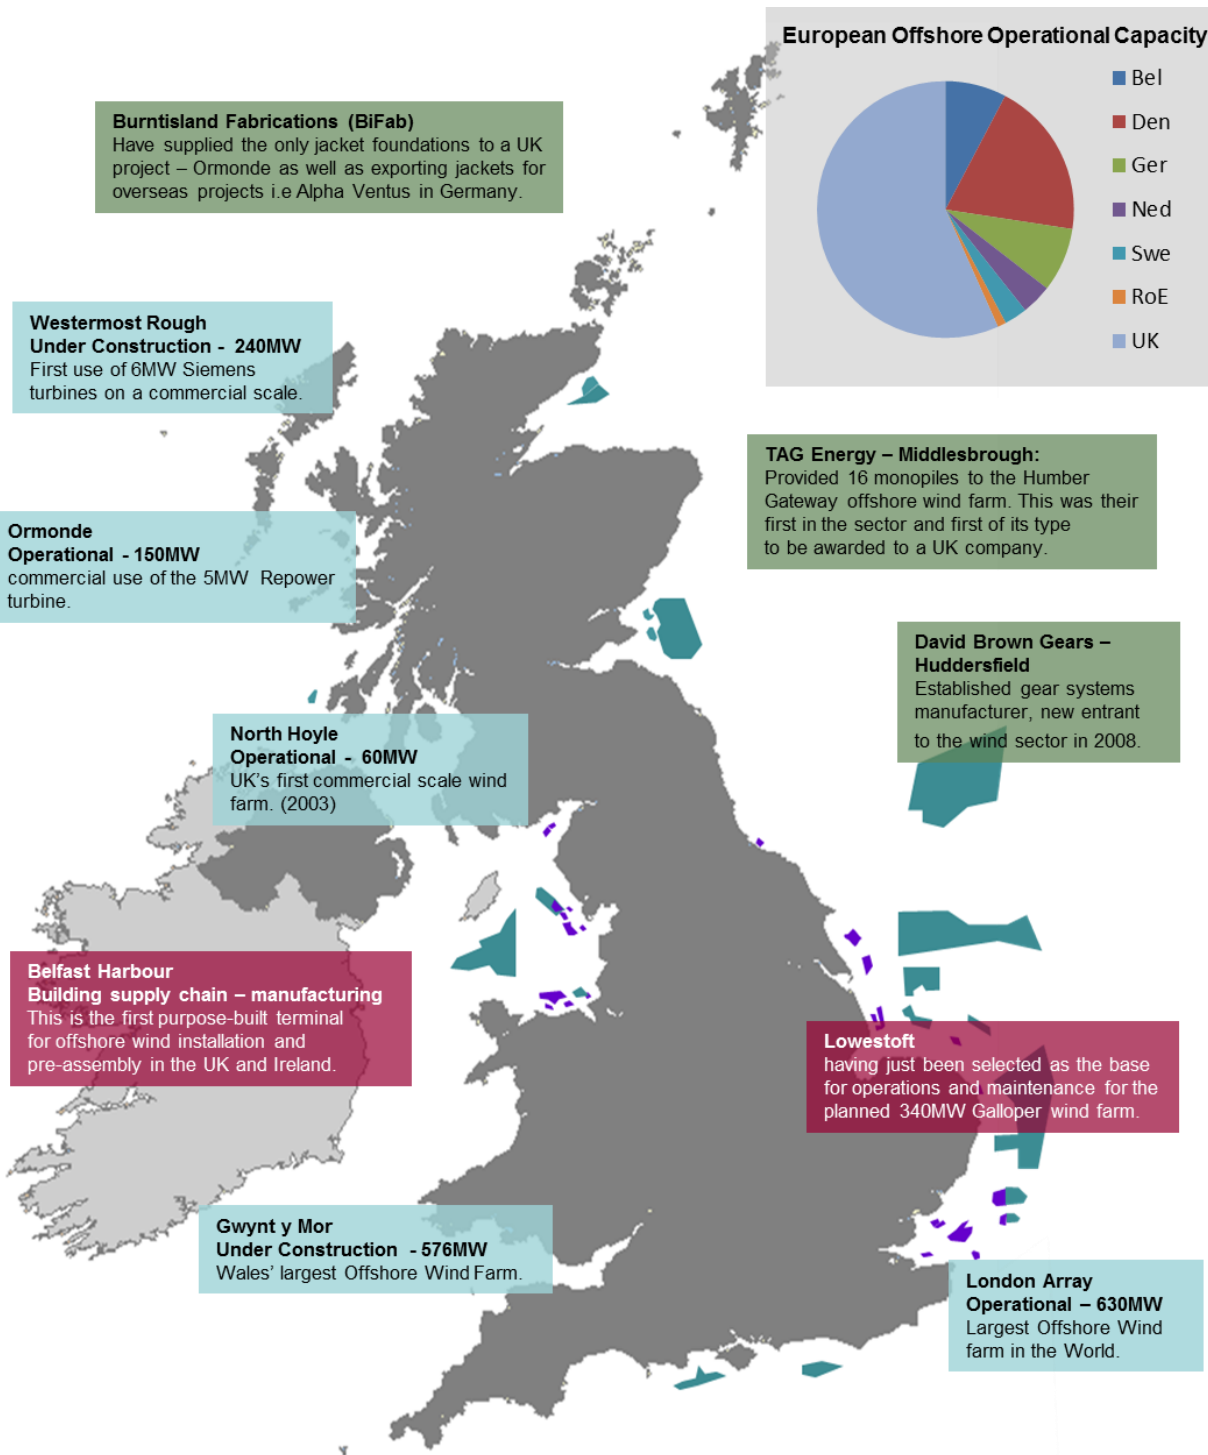 European Offshore Operational Capacity
Bel
Den
Ger
Ned
Swe
RoE
UK
Burntisland Fabrications (BiFab)
Have supplied the only jacket foundations to a UK
project – Ormonde as well as exporting jackets for
overseas projects i.e Alpha Ventus in Germany.
Westermost Rough
Under Construction - 240MW
First use of 6MW Siemens
turbines on a commercial scale.
TAG Energy – Middlesbrough:
Provided 16 monopiles to the Humber
Gateway offshore wind farm. This was their
first in the sector and first of its type
to be awarded to a UK company.
Ormonde
Operational - 150MW
commercial use of the 5MW Repower
turbine.
David Brown Gears –
Huddersfield
Established gear systems
manufacturer, new entrant
to the wind sector in 2008.
North Hoyle
Operational - 60MW
UK's first commercial scale wind
farm. (2003)
Belfast Harbour
Building supply chain – manufacturing
This is the first purpose-built terminal
for offshore wind installation and
pre-assembly in the UK and Ireland.
Lowestoft
having just been selected as the base
for operations and maintenance for the
planned 340MW Galloper wind farm.
Gwynt y Mor
Under Construction - 576MW
Wales' largest Offshore Wind Farm.
London Array
Operational – 630MW
Largest Offshore Wind
farm in the World.